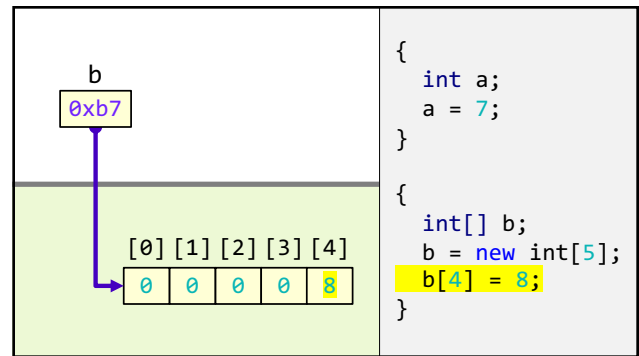 b
0xb7
[0] [1] [2] [3] [4]
0 0 0 0 8
{
int a;
a = 7;
}
{
int[] b;
b = new int[5];
b[4] = 8;
}